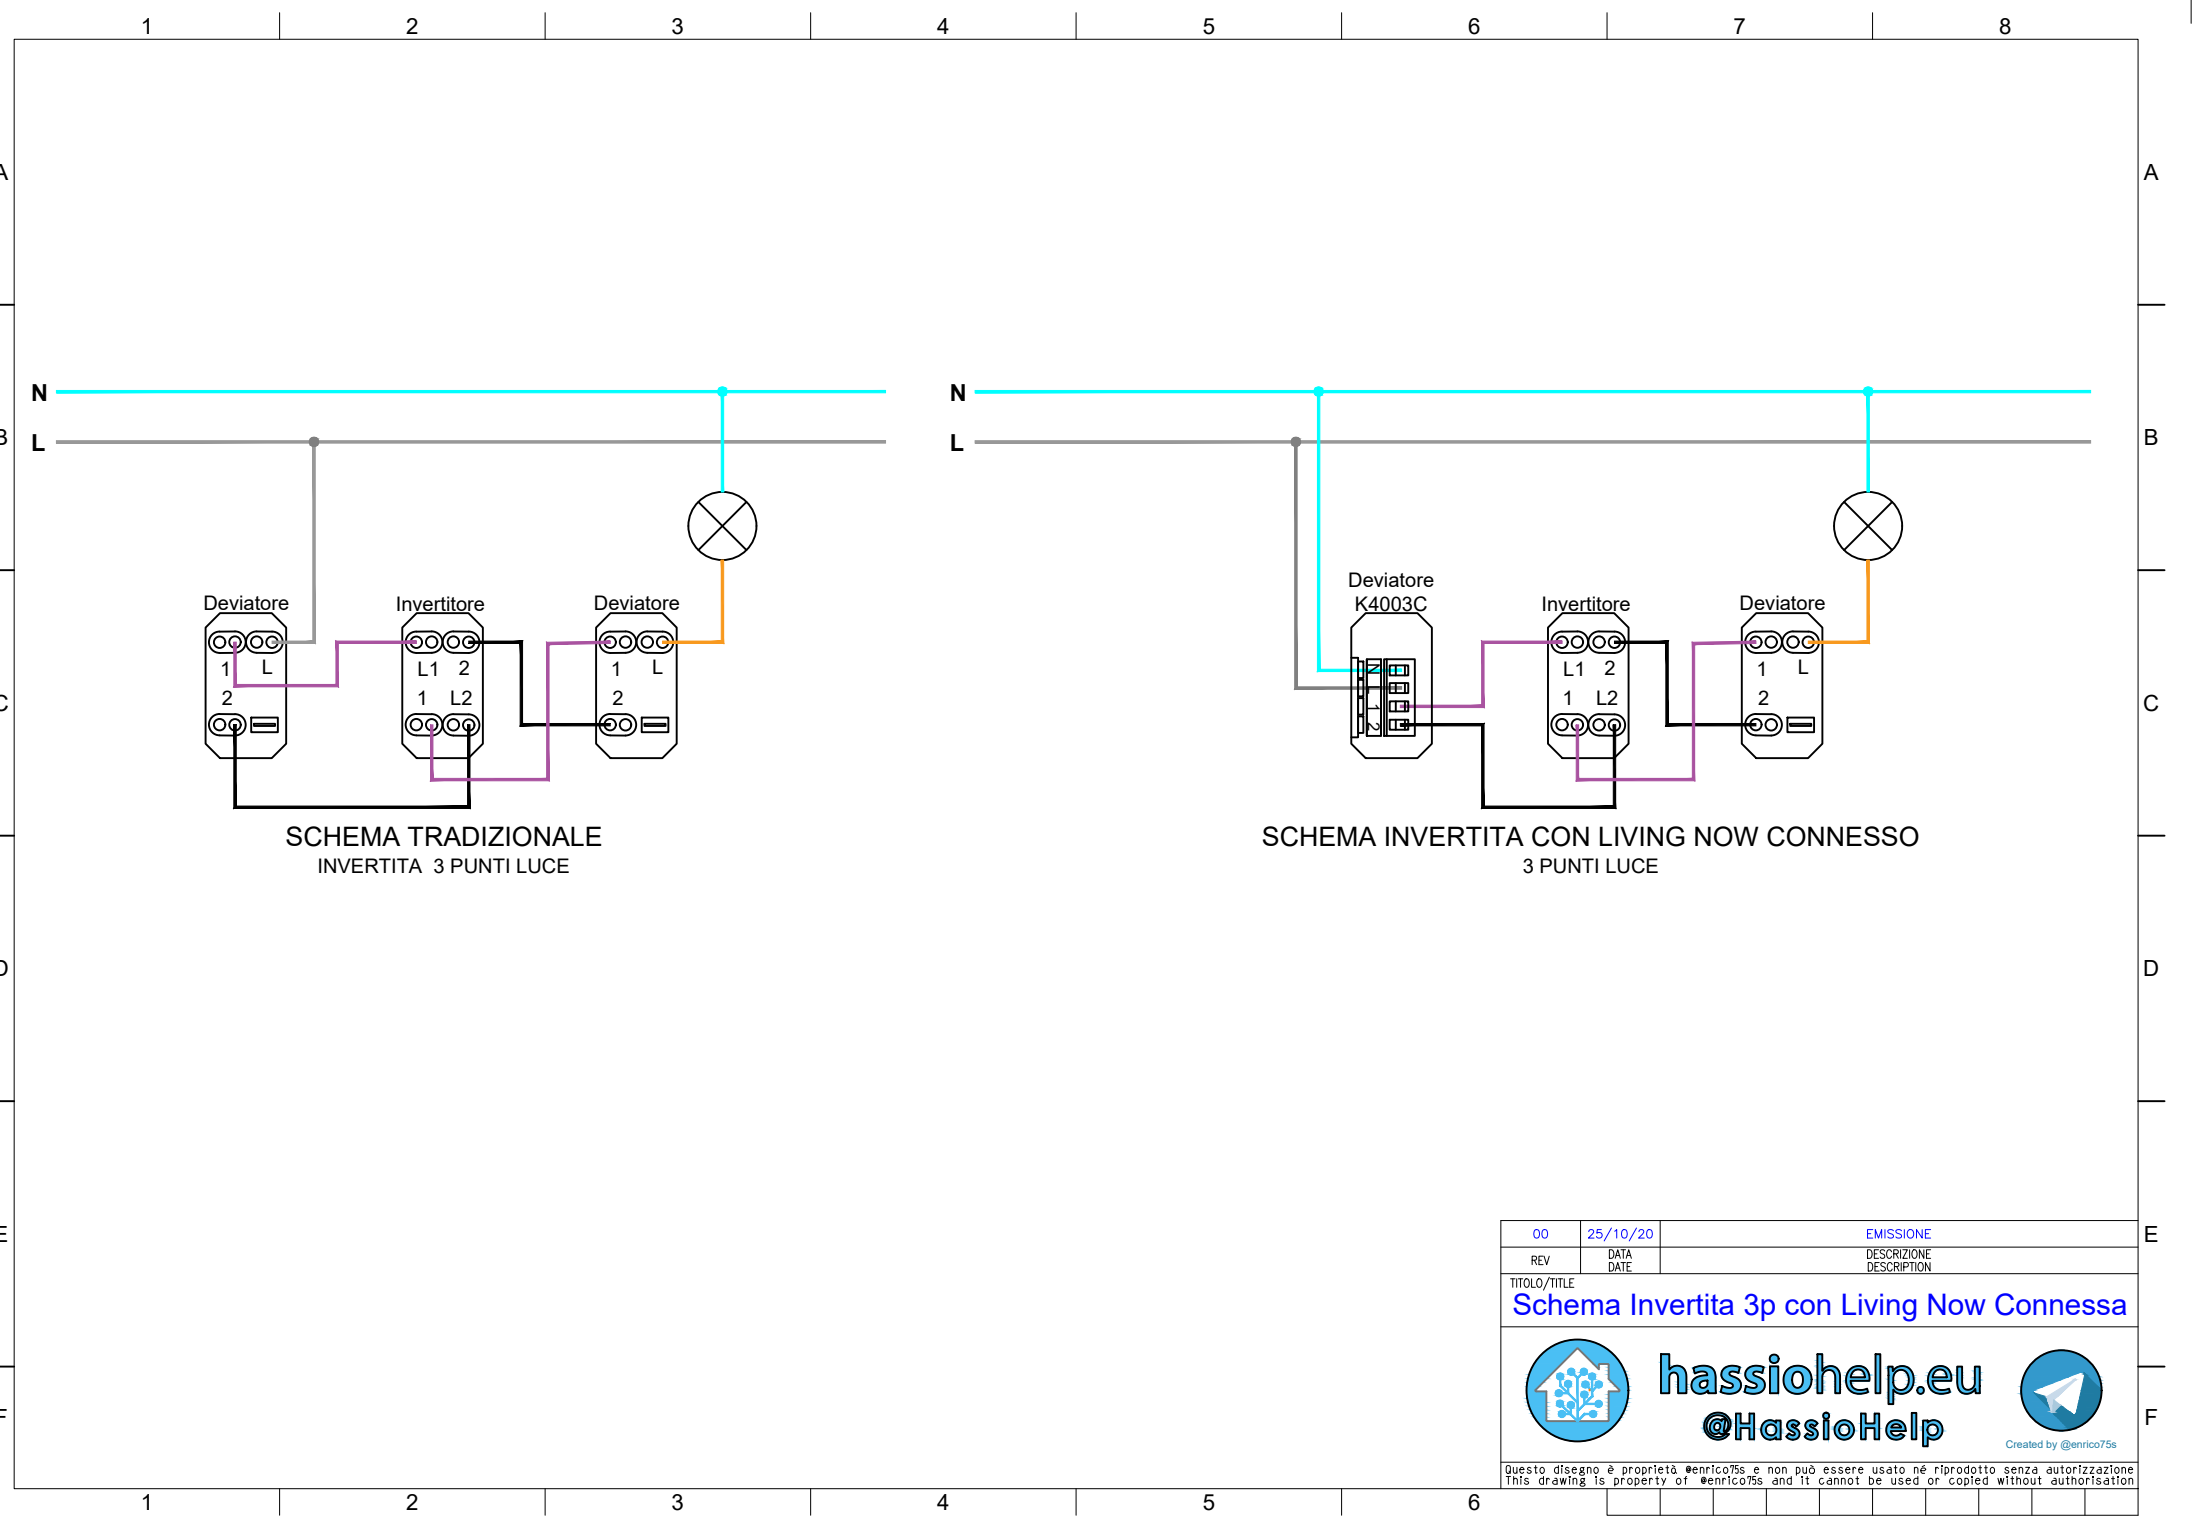 1 2 3 4 5 6 7 8
A A
N N
B B
L L
Deviatore
Deviatore Invertitore Deviatore K4003C Invertitore Deviatore
1 L L1 2 1 L N L1 2 1 L
2 1 L2 2 L 1 2 1 L2 2
C C
SCHEMA TRADIZIONALE SCHEMA INVERTITA CON LIVING NOW CONNESSO
INVERTITA 3 PUNTI LUCE 3 PUNTI LUCE
D D
00 25/10/20 EMISSIONE
E E
REV DATA DESCRIZIONE
DATE DESCRIPTION
TITOLO/TITLE
Schema Invertita 3p con Living Now Connessa
hassiohelp.eu
@HassioHelp
F F
Created by @enrico75s
Questo disegno è proprietà @enrico75s e non può essere usato né riprodotto senza autorizzazione
This drawing is property of @enrico75s and it cannot be used or copied without authorisation
1 2 3 4 5 6